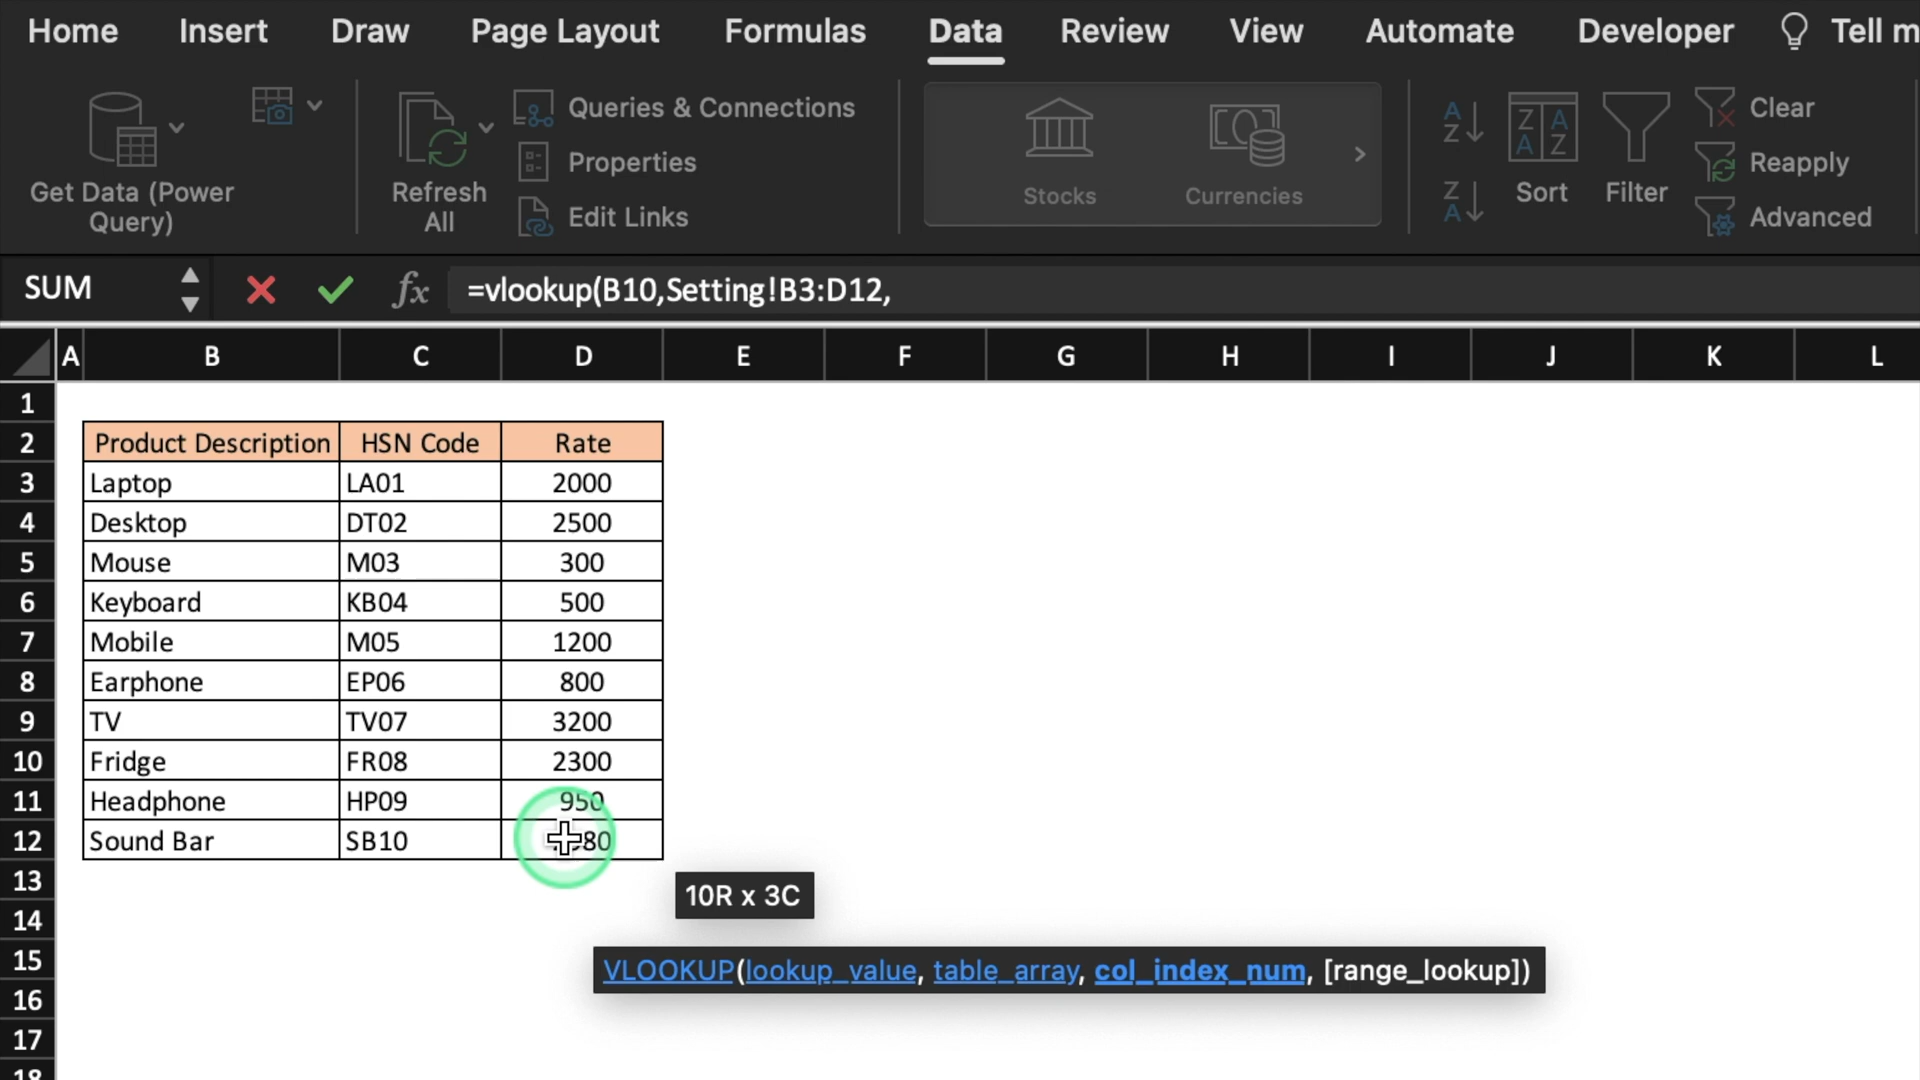 Home Insert Draw Page Layout Formulas Data Review View Automate Developer Tell m
Get Data (Power Query)
Refresh All
Queries & Connections
Properties
Edit Links
Stocks
Currencies
Sort
Filter
Clear
Reapply
Advanced
SUM fx =vlookup(B10,Setting!B3:D12,
A B C D E F G H I J K L
1
2 Product Description HSN Code Rate
3 Laptop LA01 2000
4 Desktop DT02 2500
5 Mouse M03 300
6 Keyboard KB04 500
7 Mobile M05 1200
8 Earphone EP06 800
9 TV TV07 3200
10 Fridge FR08 2300
11 Headphone HP09 950
12 Sound Bar SB10
13
10R x 3C
14
15
VLOOKUP(lookup_value, table_array, col_index_num, [range_lookup])
16
17
18